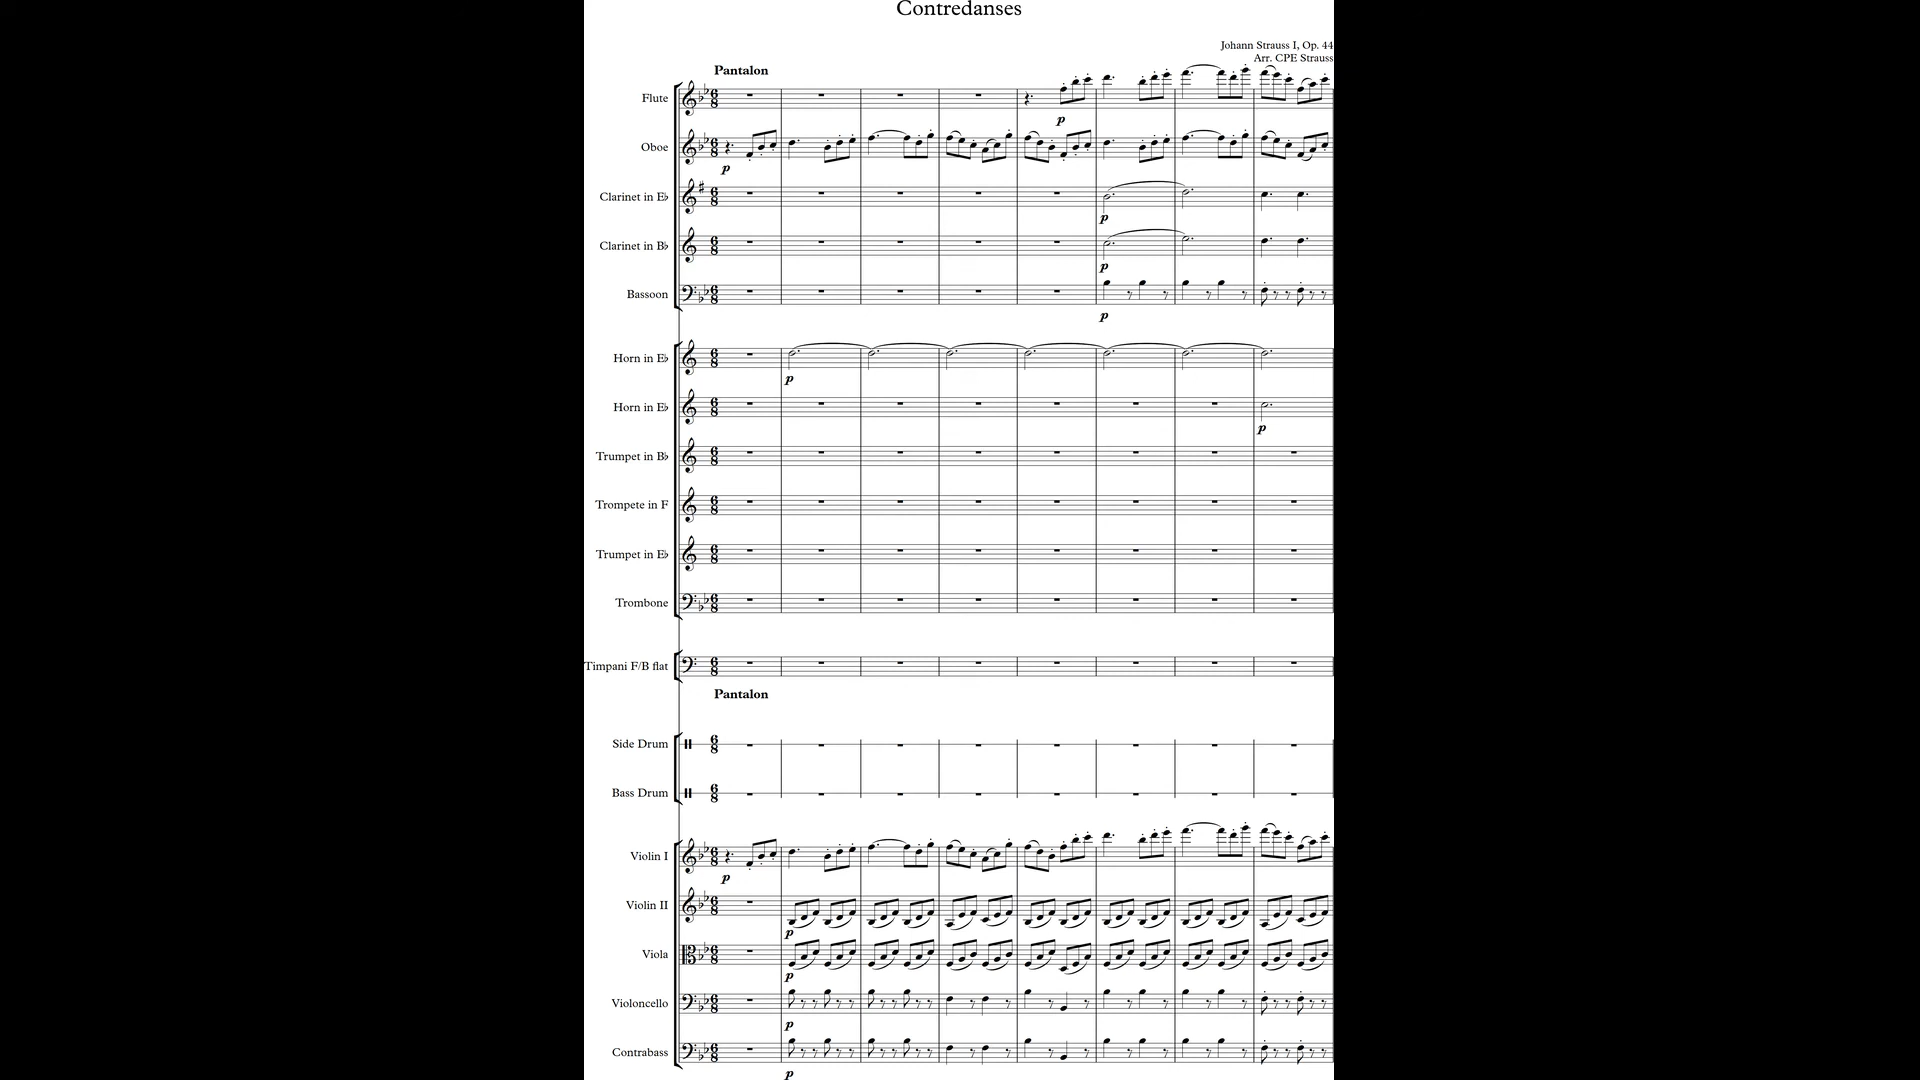 Contredanses
Johann Strauss I, Op. 44
Arr. CPE Strauss
Pantalon
Flute
p
Oboe
p
Clarinet in E♭
p
Clarinet in B♭
p
Bassoon
p
Horn in E♭
p
Horn in E♭
p
Trumpet in B♭
Trompete in F
Trumpet in E♭
Trombone
Timpani F/B flat
Pantalon
Side Drum
Bass Drum
Violin I
p
Violin II
p
Viola
p
Violoncello
p
Contrabass
p